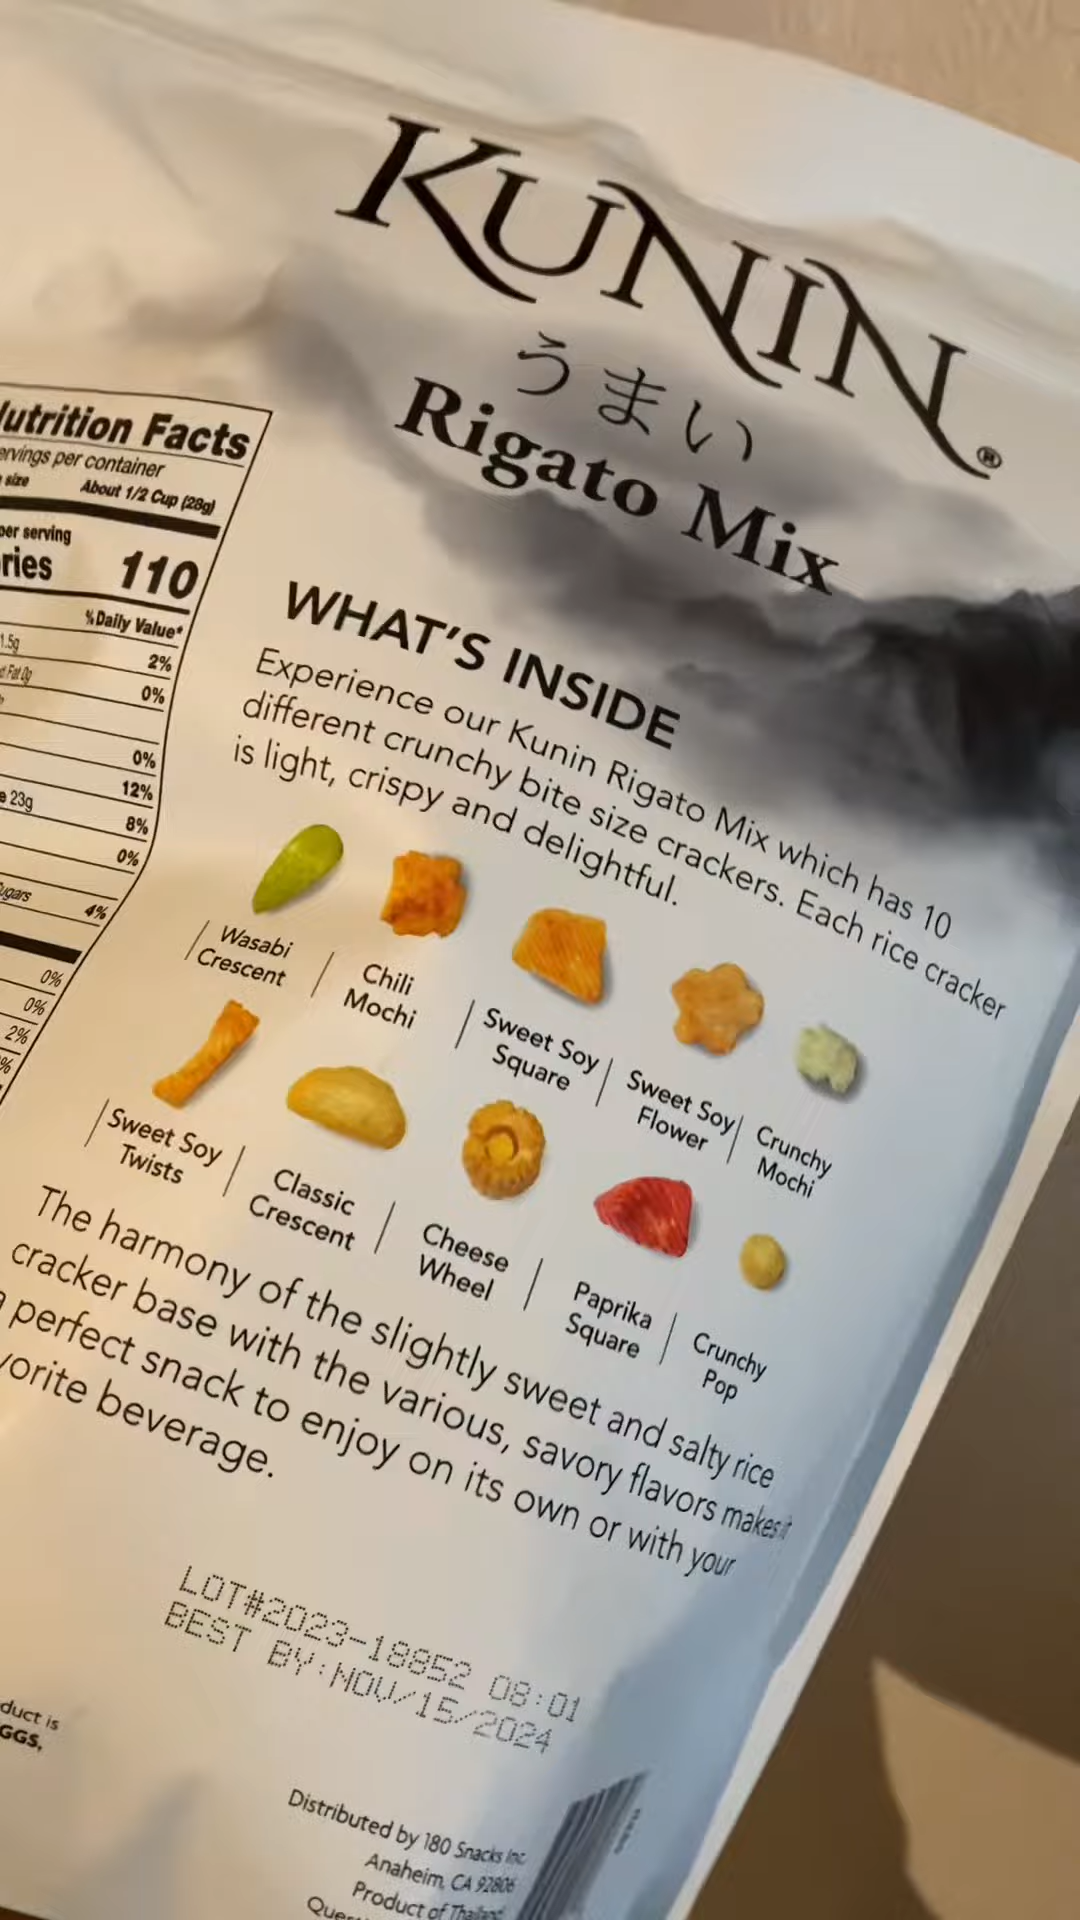 KUNIN®
うまい
Rigato Mix
Nutrition Facts
servings per container
size About 1/2 Cup (28g)
per serving
ries 110
% Daily Value*
1.5g 2%
d Fat 0g 0%
0%
12%
e 23g 8%
0%
ugars 4%
0%
0%
2%
%
WHAT'S INSIDE
Experience our Kunin Rigato Mix which has 10
different crunchy bite size crackers. Each rice cracker
is light, crispy and delightful.
Wasabi Crescent | Chili Mochi | Sweet Soy Square | Sweet Soy Flower | Crunchy Mochi
Sweet Soy Twists | Classic Crescent | Cheese Wheel | Paprika Square | Crunchy Pop
The harmony of the slightly sweet and salty rice
cracker base with the various, savory flavors makes it
a perfect snack to enjoy on its own or with your
vorite beverage.
LOT#2023-18852 08:01
BEST BY:NOV/15/2024
duct is
GGS,
Distributed by 180 Snacks Inc
Anaheim, CA 92806
Product of Thailand